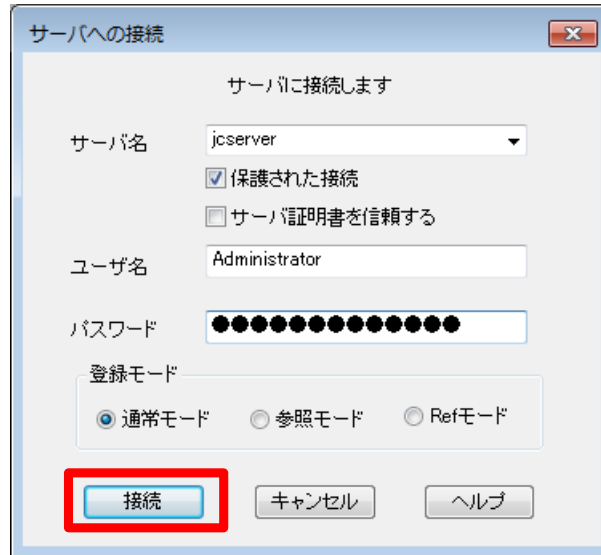 サーバへの接続
サーバに接続します
サーバ名 jcserver
保護された接続
サーバ証明書を信頼する
ユーザ名 Administrator
パスワード ●●●●●●●●●●●●●
登録モード
通常モード 参照モード Refモード
接続 キャンセル ヘルプ